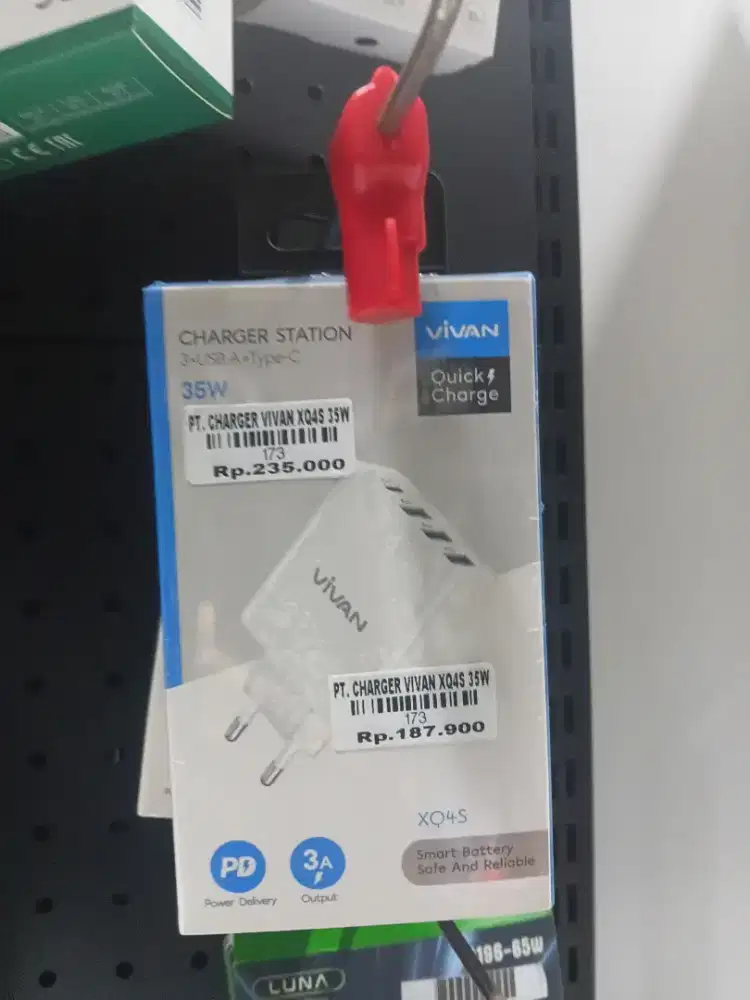 CHARGER STATION
3×USB-A+Type-C
35W
VIVAN
Quick
Charge
PT. CHARGER VIVAN XQ4S 35W
173
Rp.235.000
VIVAN
PT. CHARGER VIVAN XQ4S 35W
173
Rp.187.900
XQ4S
Smart Battery
Safe And Reliable
PD
Power Delivery
3A
Output
LUNA